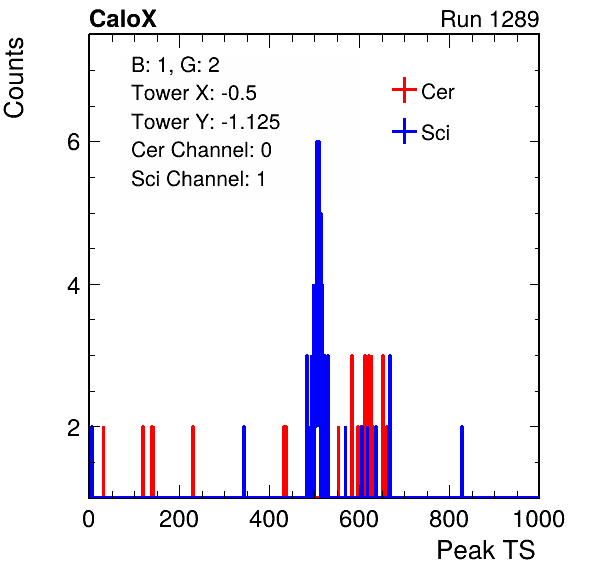 CaloX Run 1289
Counts
B: 1, G: 2
Tower X: -0.5
Tower Y: -1.125
Cer Channel: 0
Sci Channel: 1
Cer
Sci
6
4
2
0 200 400 600 800 1000
Peak TS